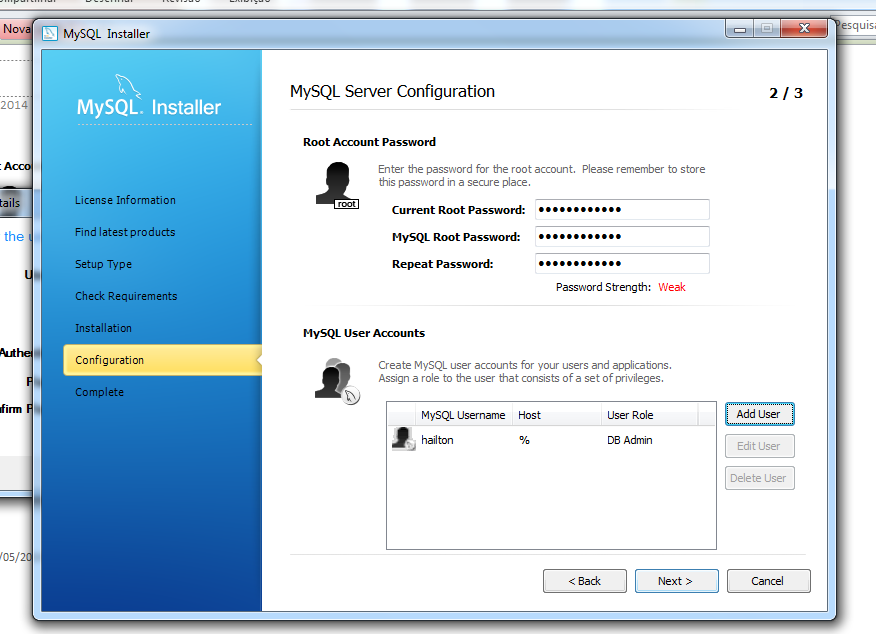 Revisão
Exibição
Nova
MySQL Installer
Pesquisa
MySQL Installer
MySQL Server Configuration
2 / 3
2014
Root Account Password
Enter the password for the root account. Please remember to store
this password in a secure place.
root
Current Root Password: ●●●●●●●●●●●●
MySQL Root Password: ●●●●●●●●●●●●
Repeat Password: ●●●●●●●●●●●●
Password Strength: Weak
License Information
Find latest products
Setup Type
Check Requirements
Installation
Configuration
Complete
the
MySQL User Accounts
Create MySQL user accounts for your users and applications.
Assign a role to the user that consists of a set of privileges.
MySQL Username Host User Role
hailton % DB Admin
Add User
Edit User
Delete User
/05/20
< Back Next > Cancel